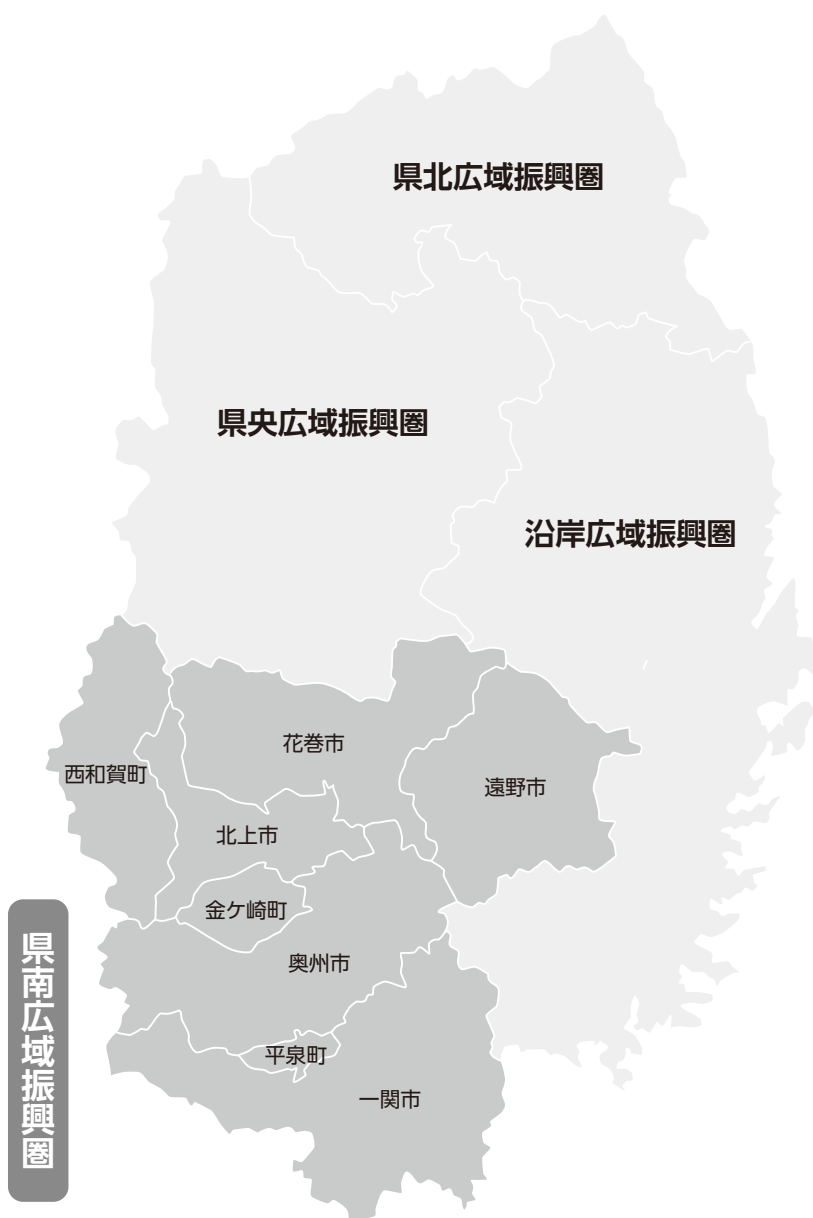 県北広域振興圏
県央広域振興圏
沿岸広域振興圏
花巻市
西和賀町
遠野市
北上市
金ケ崎町
奥州市
県南広域振興圏
平泉町
一関市